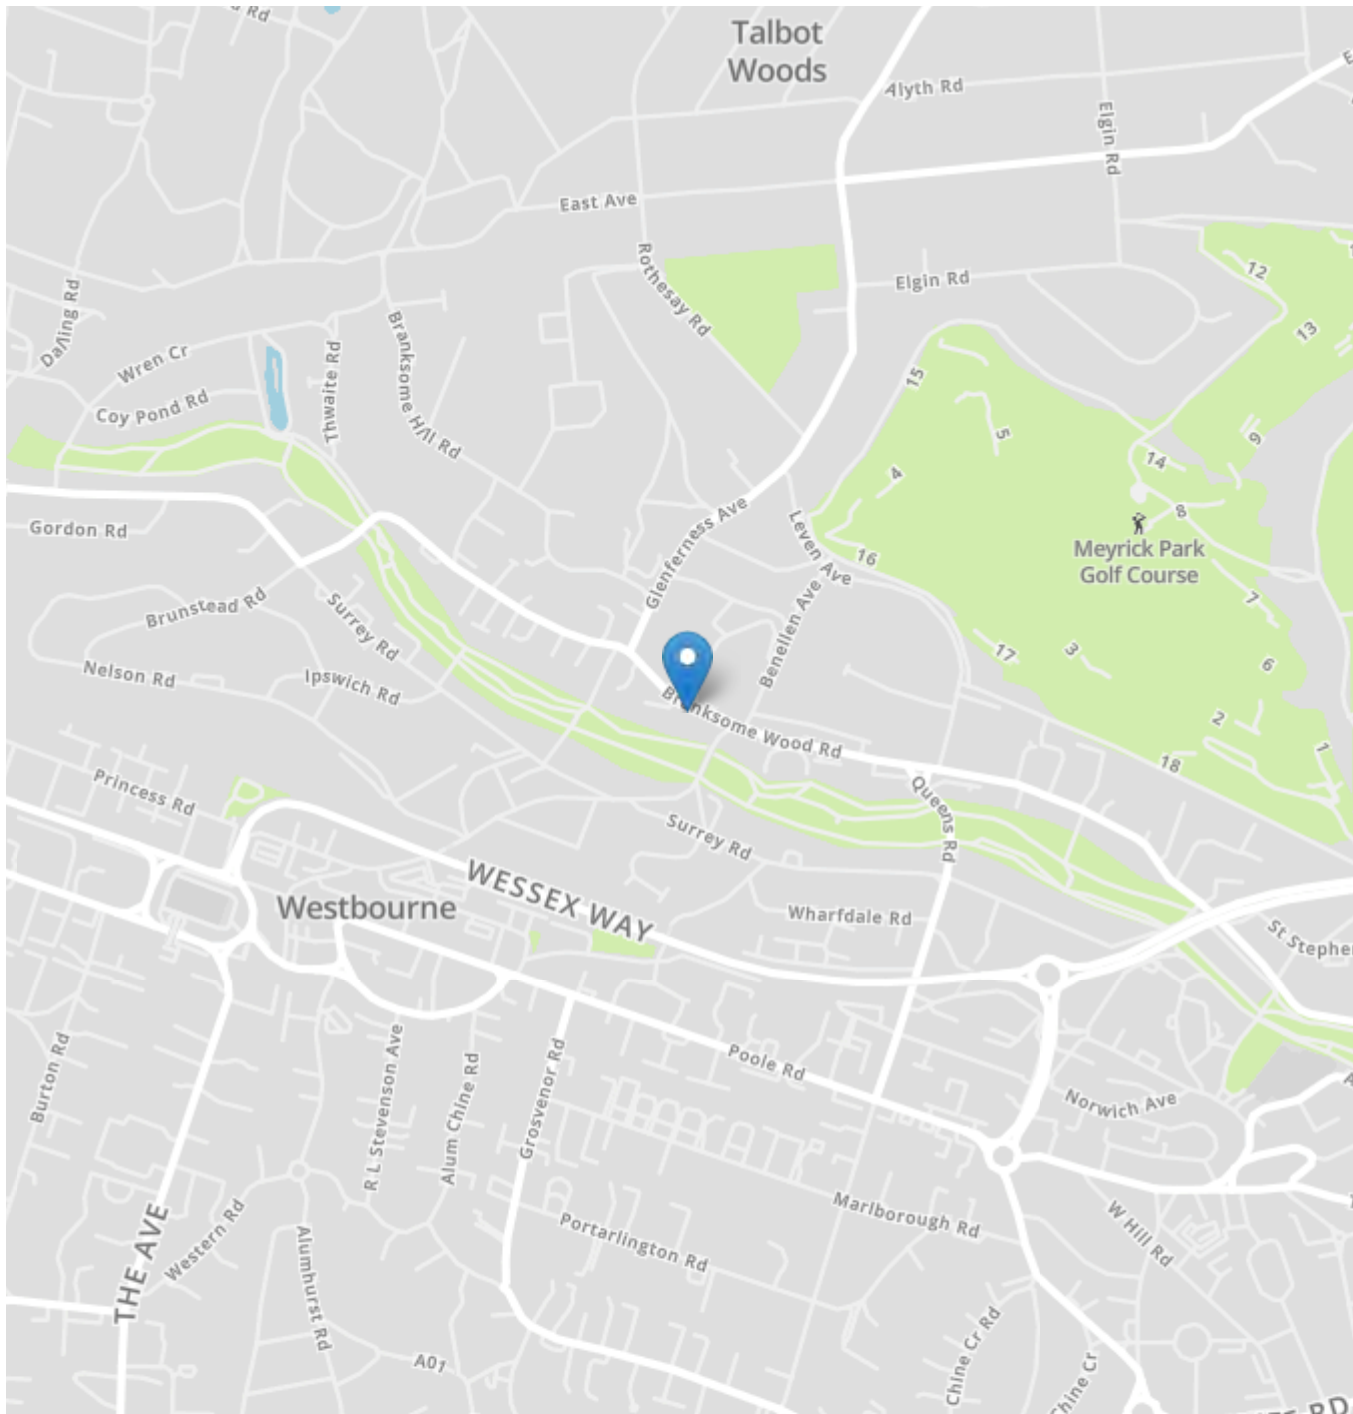 Talbot
Woods
Alyth Rd
Elgin Rd
East Ave
Rothesay Rd
Elgin Rd
12
13
Darling Rd
Wren Cr
Thwaite Rd
Branksome Hill Rd
Coy Pond Rd
15
5
9
14
4
8
Gordon Rd
Glenferness Ave
Leven Ave
16
Meyrick Park
Golf Course
Brunstead Rd
Surrey Rd
Benellen Ave
7
Nelson Rd
Ipswich Rd
17
3
6
Branksome Wood Rd
2
1
18
Princess Rd
Queens Rd
Surrey Rd
WESSEX WAY
Westbourne
Wharfdale Rd
St Stephe
Burton Rd
R L Stevenson Ave
Alum Chine Rd
Grosvenor Rd
Poole Rd
Norwich Ave
THE AVE
Western Rd
Alumhurst Rd
Portarlington Rd
Marlborough Rd
W Hill Rd
A01
Chine Crd Rd
Chine Cr
RD